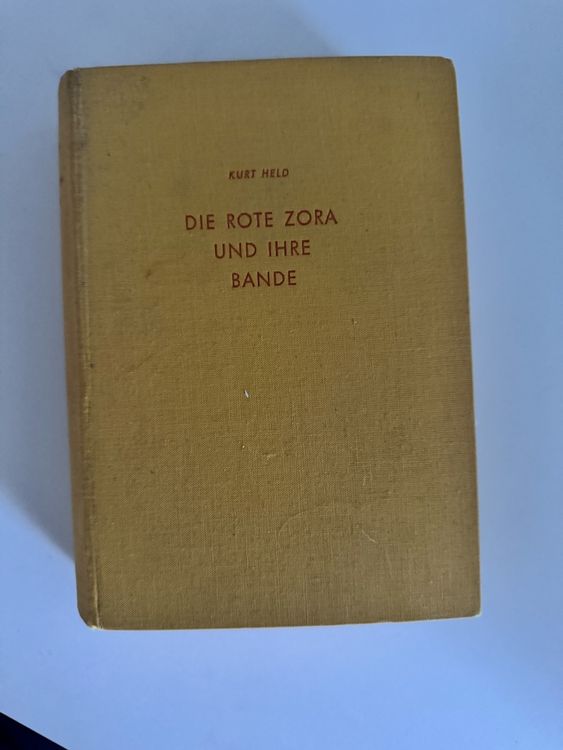 KURT HELD
DIE ROTE ZORA
UND IHRE
BANDE